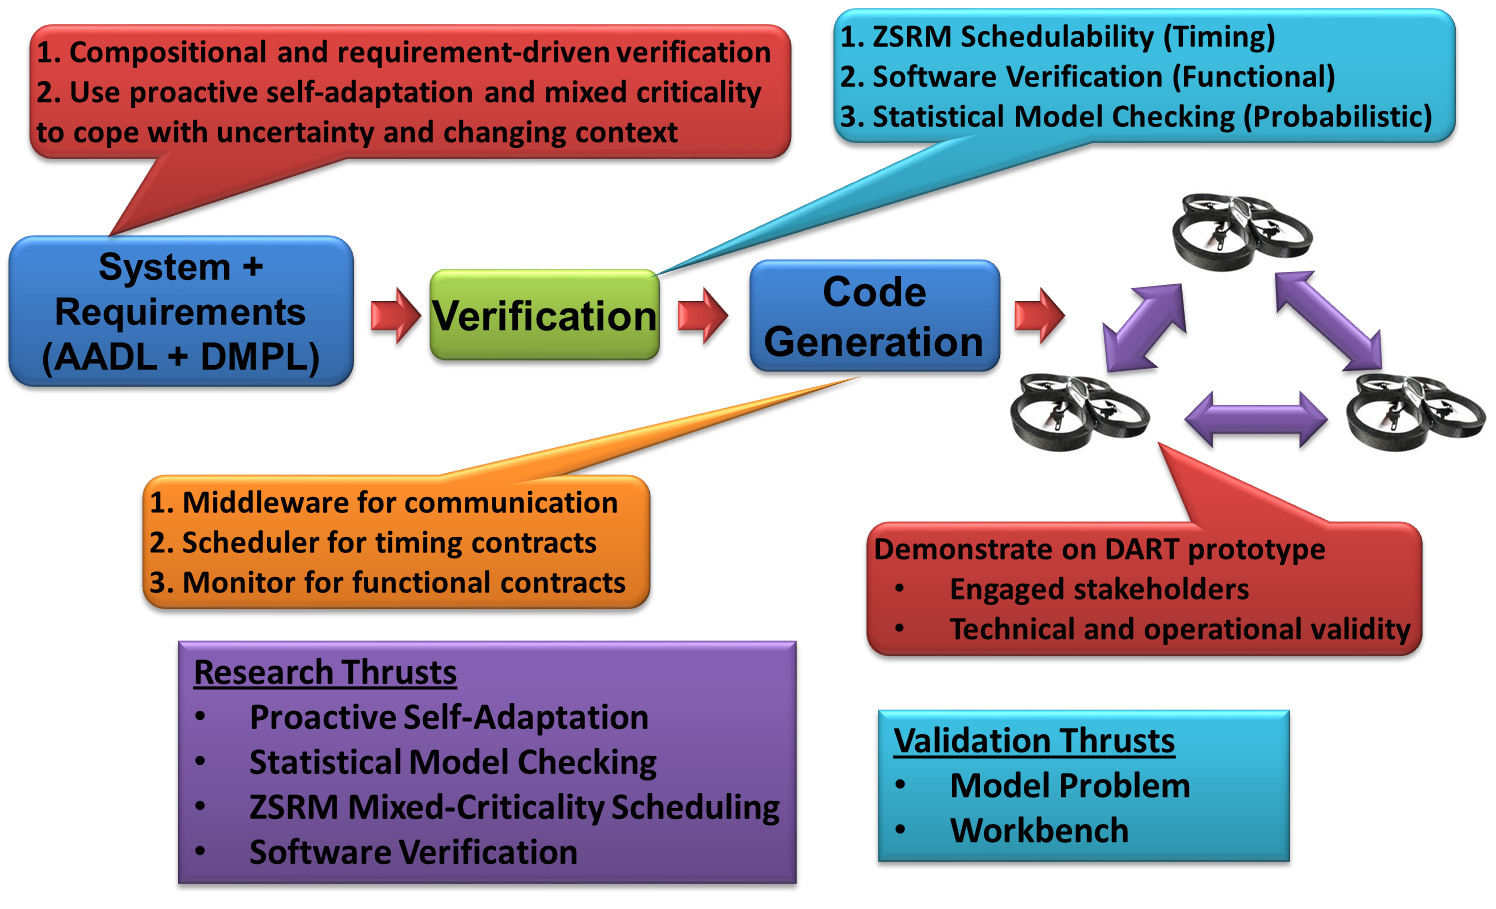 1. Compositional and requirement-driven verification
2. Use proactive self-adaptation and mixed criticality
to cope with uncertainty and changing context
1. ZSRM Schedulability (Timing)
2. Software Verification (Functional)
3. Statistical Model Checking (Probabilistic)
System +
Requirements
(AADL + DMPL)
Verification
Code
Generation
1. Middleware for communication
2. Scheduler for timing contracts
3. Monitor for functional contracts
Demonstrate on DART prototype
• Engaged stakeholders
• Technical and operational validity
Research Thrusts
• Proactive Self-Adaptation
• Statistical Model Checking
• ZSRM Mixed-Criticality Scheduling
• Software Verification
Validation Thrusts
• Model Problem
• Workbench